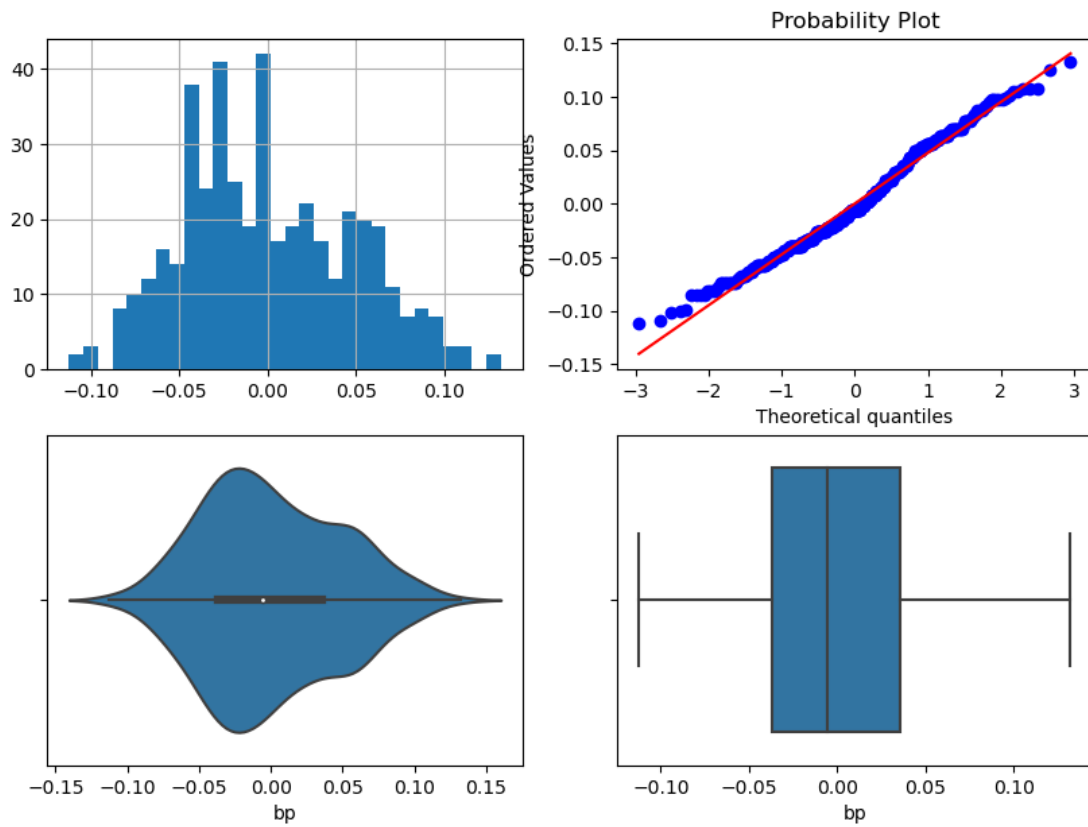 Probability Plot
40
30
20
10
0
−0.10 −0.05 0.00 0.05 0.10
Ordered Values
0.15
0.10
0.05
0.00
−0.05
−0.10
−0.15
−3 −2 −1 0 1 2 3
Theoretical quantiles
−0.15 −0.10 −0.05 0.00 0.05 0.10 0.15
bp
−0.10 −0.05 0.00 0.05 0.10
bp